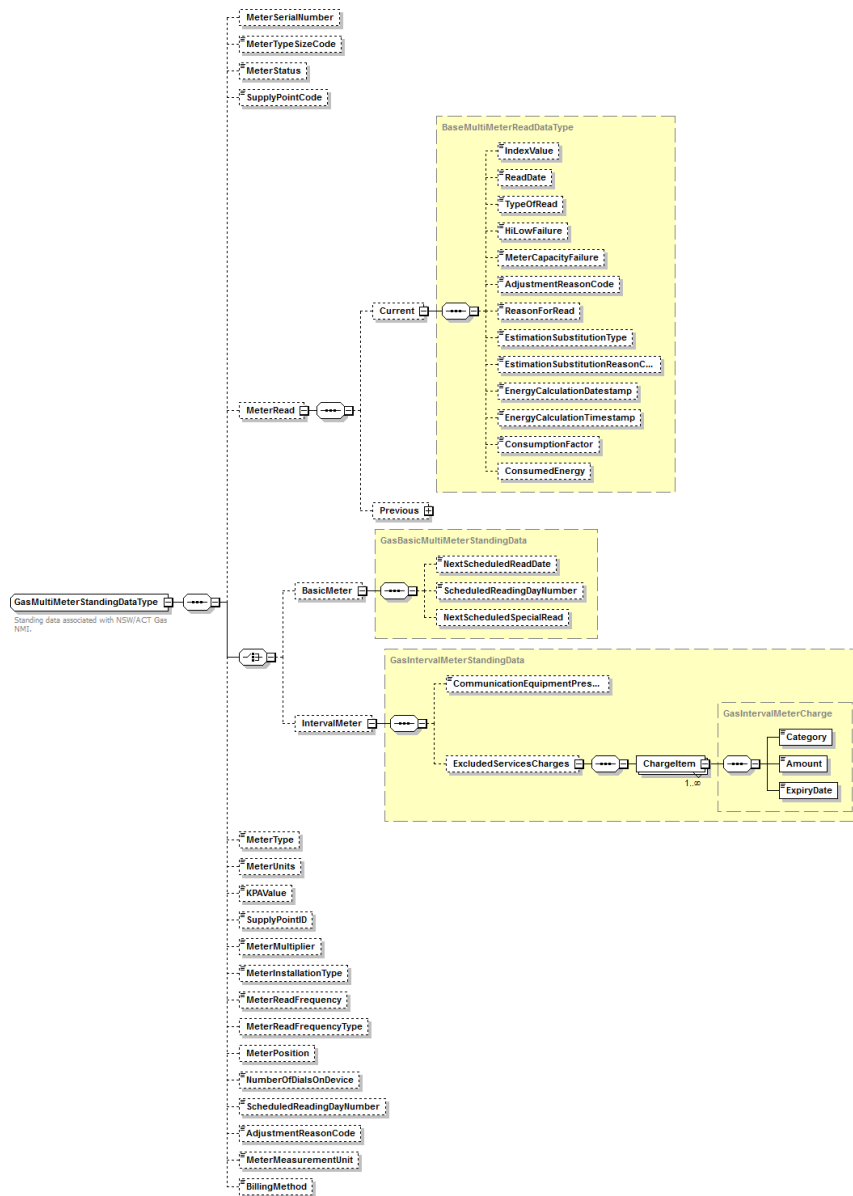 MeterSerialNumber
MeterTypeSizeCode
MeterStatus
SupplyPointCode
BaseMultiMeterReadDataType
IndexValue
ReadDate
TypeOfRead
HiLowFailure
MeterCapacityFailure
AdjustmentReasonCode
Current
ReasonForRead
EstimationSubstitutionType
EstimationSubstitutionReasonC...
EnergyCalculationDatestamp
MeterRead
EnergyCalculationTimestamp
ConsumptionFactor
ConsumedEnergy
Previous
GasBasicMultiMeterStandingData
NextScheduledReadDate
BasicMeter
ScheduledReadingDayNumber
NextScheduledSpecialRead
GasMultiMeterStandingDataType
Standing data associated with NSW/ACT Gas
NMI.
GasIntervalMeterStandingData
CommunicationEquipmentPres...
IntervalMeter
GasIntervalMeterCharge
Category
ExcludedServicesCharges
ChargeItem
Amount
1..∞
ExpiryDate
MeterType
MeterUnits
KPAValue
SupplyPointID
MeterMultiplier
MeterInstallationType
MeterReadFrequency
MeterReadFrequencyType
MeterPosition
NumberOfDialsOnDevice
ScheduledReadingDayNumber
AdjustmentReasonCode
MeterMeasurementUnit
BillingMethod